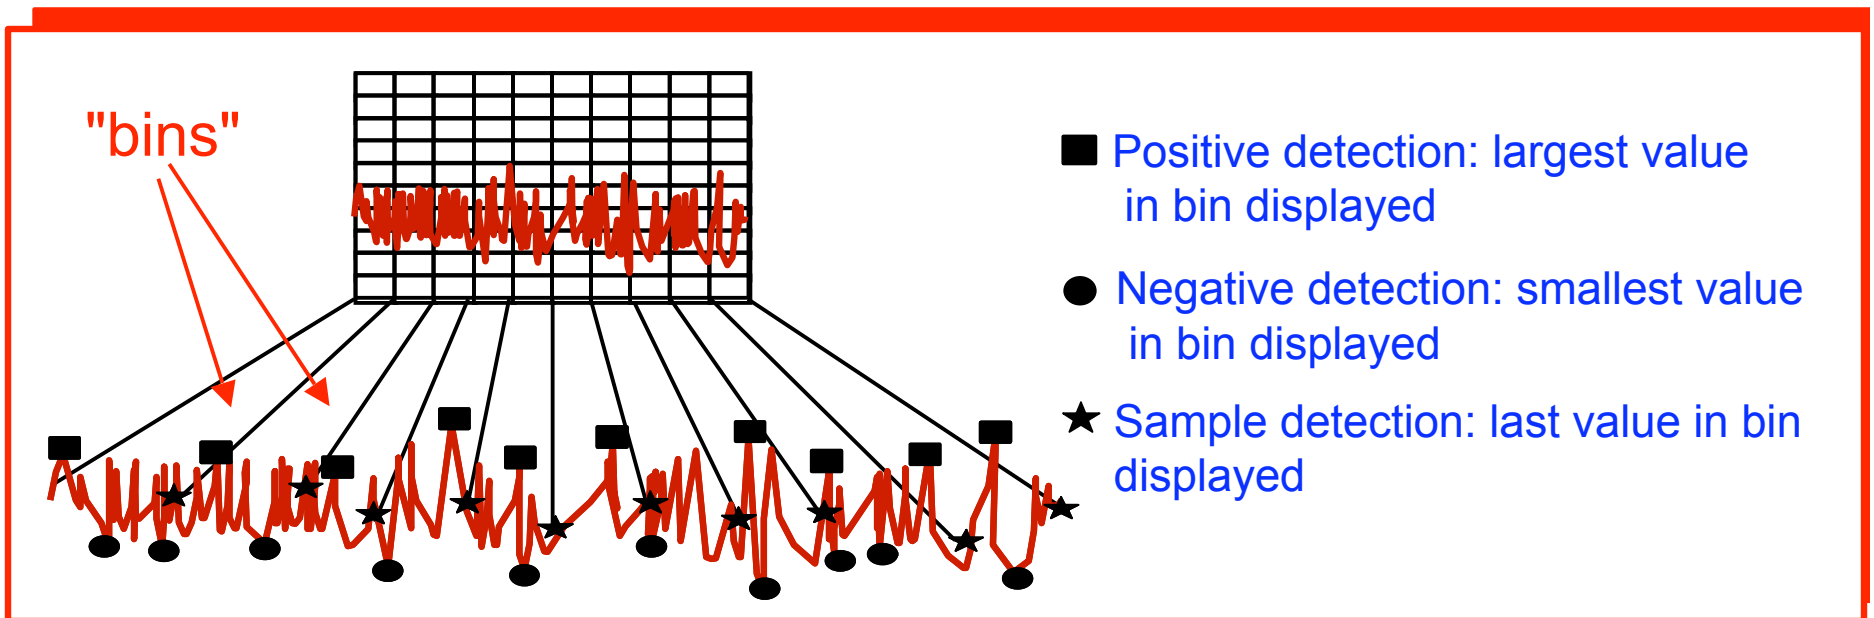 "bins"
Positive detection: largest value
in bin displayed
Negative detection: smallest value
in bin displayed
Sample detection: last value in bin
displayed